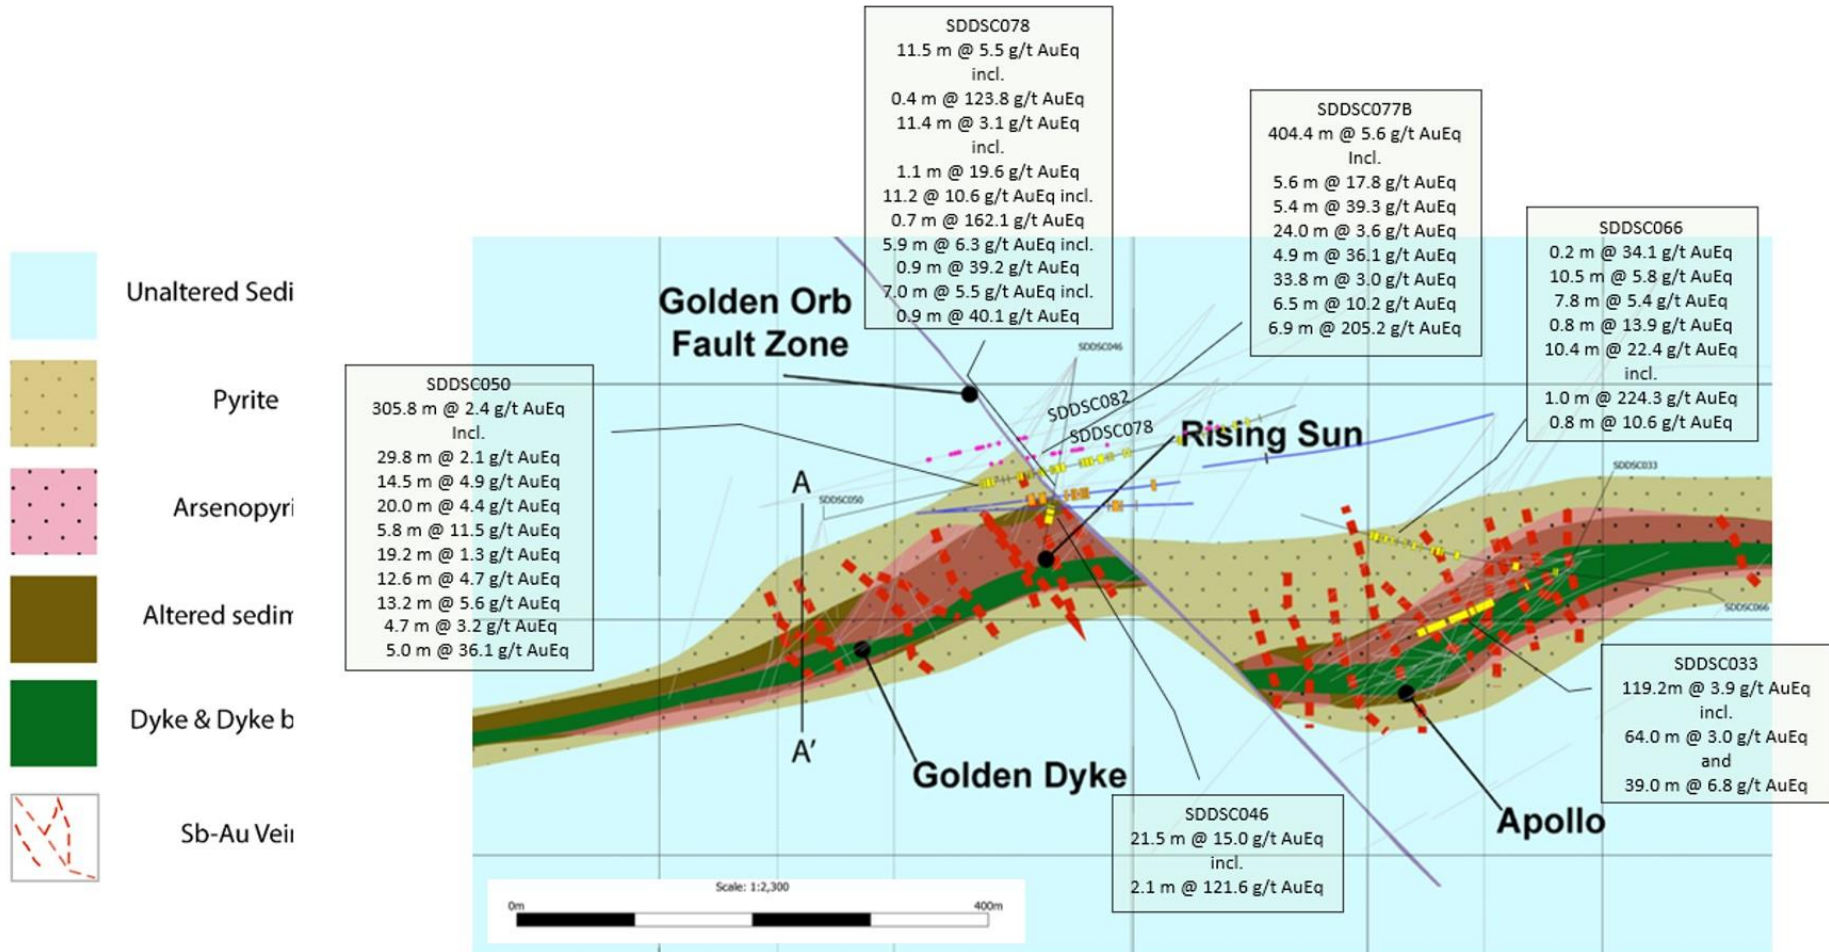 SDDSC078
11.5 m @ 5.5 g/t AuEq
incl.
0.4 m @ 123.8 g/t AuEq
11.4 m @ 3.1 g/t AuEq
incl.
1.1 m @ 19.6 g/t AuEq
11.2 @ 10.6 g/t AuEq incl.
0.7 m @ 162.1 g/t AuEq
5.9 m @ 6.3 g/t AuEq incl.
0.9 m @ 39.2 g/t AuEq
7.0 m @ 5.5 g/t AuEq incl.
0.9 m @ 40.1 g/t AuEq
SDDSC077B
404.4 m @ 5.6 g/t AuEq
Incl.
5.6 m @ 17.8 g/t AuEq
5.4 m @ 39.3 g/t AuEq
24.0 m @ 3.6 g/t AuEq
4.9 m @ 36.1 g/t AuEq
33.8 m @ 3.0 g/t AuEq
6.5 m @ 10.2 g/t AuEq
6.9 m @ 205.2 g/t AuEq
SDDSC066
0.2 m @ 34.1 g/t AuEq
10.5 m @ 5.8 g/t AuEq
7.8 m @ 5.4 g/t AuEq
0.8 m @ 13.9 g/t AuEq
10.4 m @ 22.4 g/t AuEq
incl.
1.0 m @ 224.3 g/t AuEq
0.8 m @ 10.6 g/t AuEq
Unaltered Sedi
Pyrite
Arsenopyri
Altered sedim
Dyke & Dyke b
Sb-Au Vei
Golden Orb
Fault Zone
SDDSC050
305.8 m @ 2.4 g/t AuEq
Incl.
29.8 m @ 2.1 g/t AuEq
14.5 m @ 4.9 g/t AuEq
20.0 m @ 4.4 g/t AuEq
5.8 m @ 11.5 g/t AuEq
19.2 m @ 1.3 g/t AuEq
12.6 m @ 4.7 g/t AuEq
13.2 m @ 5.6 g/t AuEq
4.7 m @ 3.2 g/t AuEq
5.0 m @ 36.1 g/t AuEq
SDDSC046
SDDSC082
SDDSC078
Rising Sun
SDDSC033
A
SDDSC050
SDDSC066
A'
Golden Dyke
Apollo
SDDSC033
119.2m @ 3.9 g/t AuEq
incl.
64.0 m @ 3.0 g/t AuEq
and
39.0 m @ 6.8 g/t AuEq
SDDSC046
21.5 m @ 15.0 g/t AuEq
incl.
2.1 m @ 121.6 g/t AuEq
Scale: 1:2,300
0m
400m